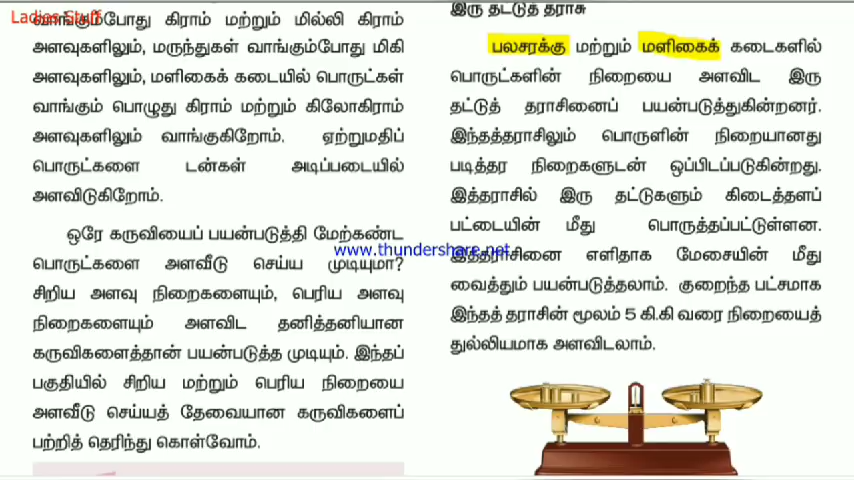 Ladies Stuff
வாங்கும்போது கிராம் மற்றும் மில்லி கிராம்
அளவுகளிலும், மருந்துகள் வாங்கும்போது மிகி
அளவுகளிலும், மளிகைக் கடையில் பொருட்கள்
வாங்கும் பொழுது கிராம் மற்றும் கிலோகிராம்
அளவுகளிலும் வாங்குகிறோம். ஏற்றுமதிப்
பொருட்களை டன்கள் அடிப்படையில்
அளவிடுகிறோம்.
ஒரே கருவியைப் பயன்படுத்தி மேற்கண்ட
பொருட்களை அளவீடு செய்ய முடியுமா?
சிறிய அளவு நிறைகளையும், பெரிய அளவு
நிறைகளையும் அளவிட தனித்தனியான
கருவிகளைத்தான் பயன்படுத்த முடியும். இந்தப்
பகுதியில் சிறிய மற்றும் பெரிய நிறையை
அளவீடு செய்யத் தேவையான கருவிகளைப்
பற்றித் தெரிந்து கொள்வோம்.
இரு தட்டுத் தராசு
பலசரக்கு மற்றும் மளிகைக் கடைகளில்
பொருட்களின் நிறையை அளவிட இரு
தட்டுத் தராசினைப் பயன்படுத்துகின்றனர்.
இந்தத்தராசிலும் பொருளின் நிறையானது
படித்தர நிறைகளுடன் ஒப்பிடப்படுகின்றது.
இத்தராசில் இரு தட்டுகளும் கிடைத்தளப்
பட்டையின் மீது பொருத்தப்பட்டுள்ளன.
www.thundershare.net
இத்தராசினை எளிதாக மேசையின் மீது
வைத்தும் பயன்படுத்தலாம். குறைந்த பட்சமாக
இந்தத் தராசின் மூலம் 5 கி.கி வரை நிறையைத்
துல்லியமாக அளவிடலாம்.